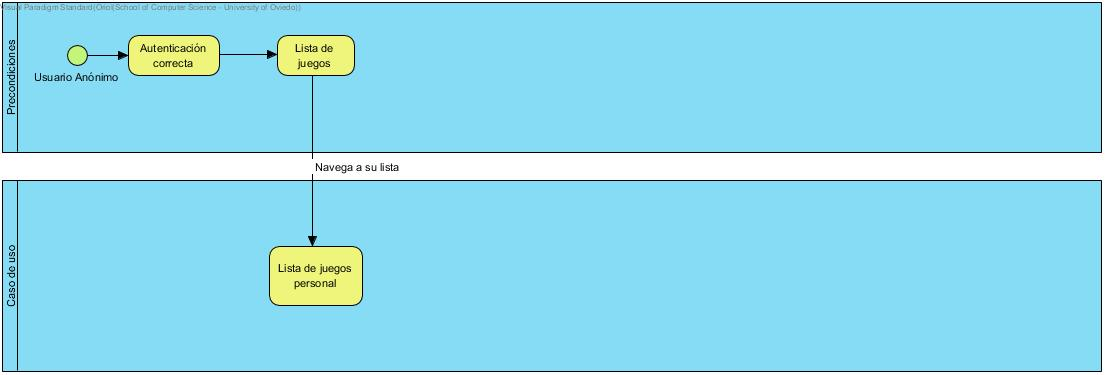 Visual Paradigm Standard(Oriol(School of Computer Science - University of Oviedo))
Precondiciones
Usuario Anónimo
Autenticación
correcta
Lista de
juegos
Navega a su lista
Caso de uso
Lista de juegos
personal